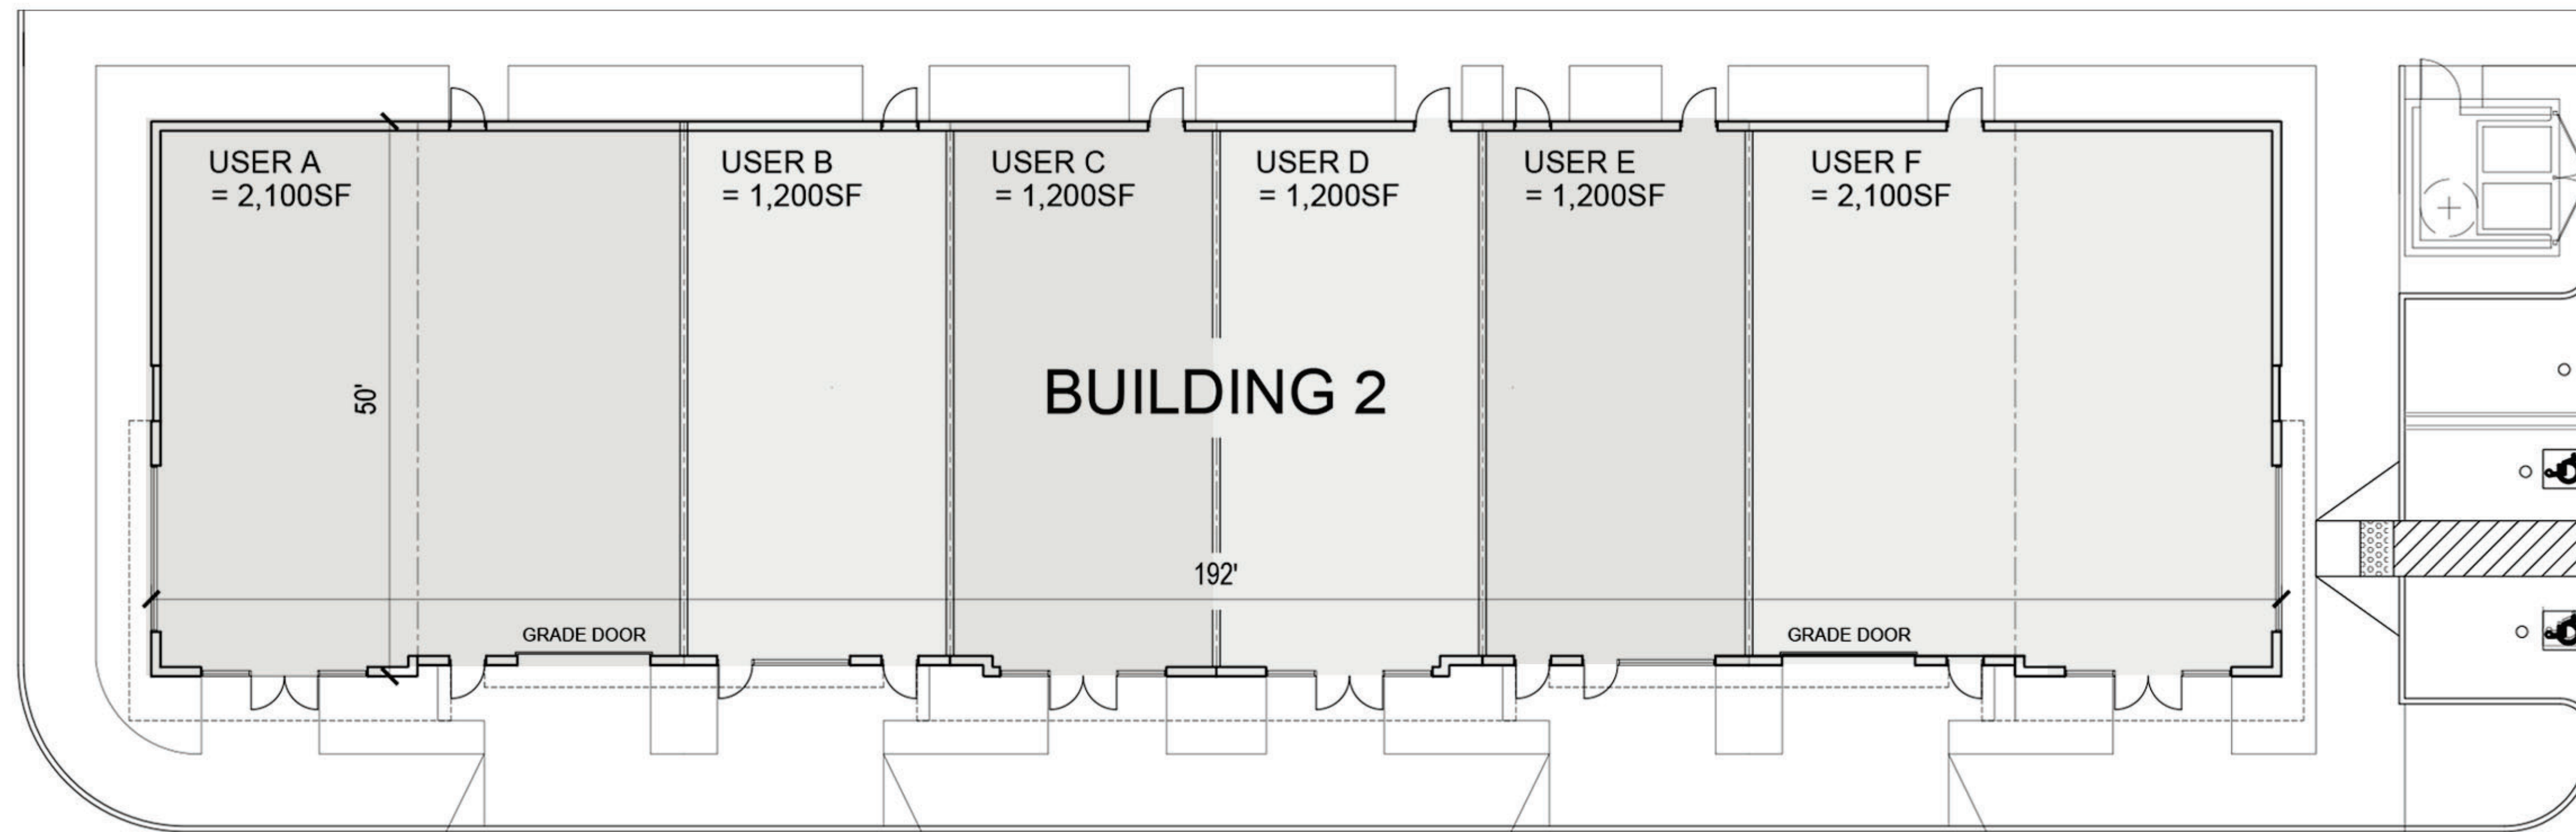 USER A
= 2,100SF
USER B
= 1,200SF
USER C
= 1,200SF
USER D
= 1,200SF
USER E
= 1,200SF
USER F
= 2,100SF
50'
BUILDING 2
192'
GRADE DOOR
GRADE DOOR